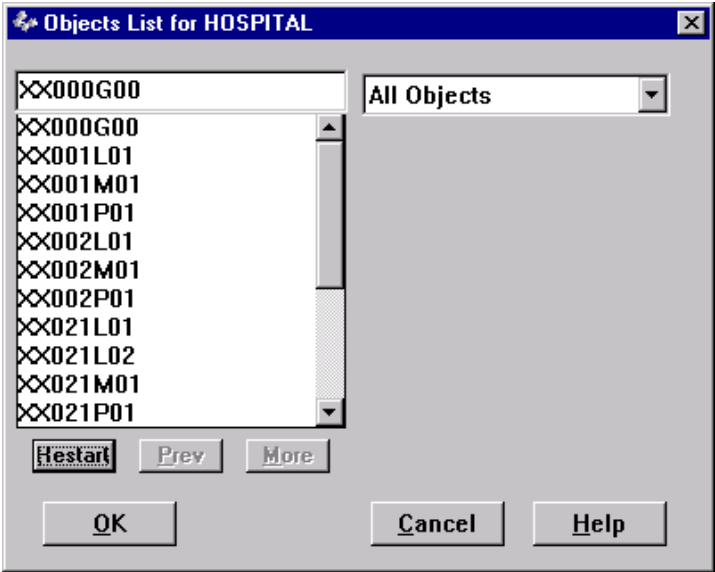 Objects List for HOSPITAL
XX000G00
All Objects
XX000G00
XX001L01
XX001M01
XX001P01
XX002L01
XX002M01
XX002P01
XX021L01
XX021L02
XX021M01
XX021P01
Restart Prev More
OK Cancel Help